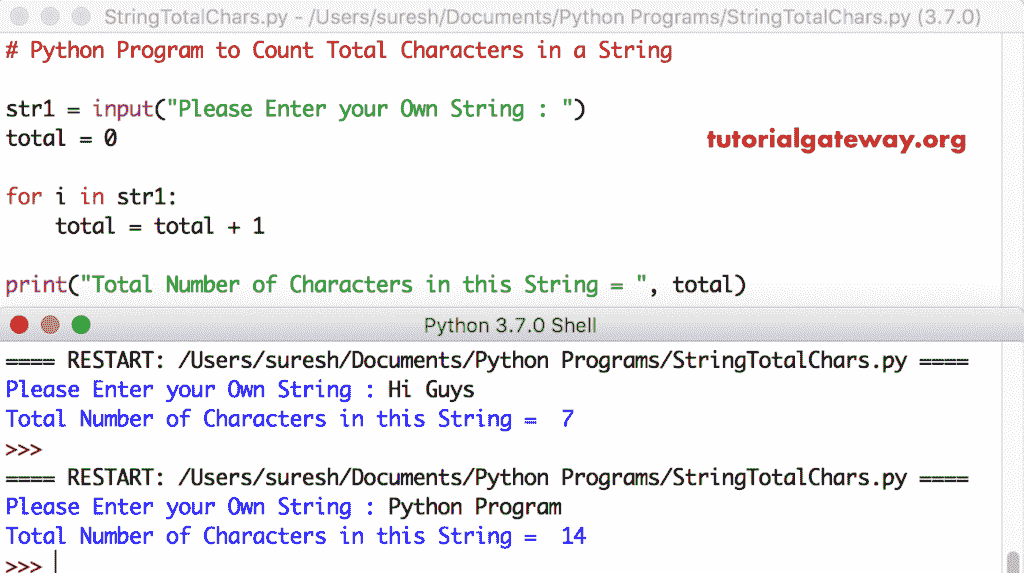 StringTotalChars.py - /Users/suresh/Documents/Python Programs/StringTotalChars.py (3.7.0)
# Python Program to Count Total Characters in a String
str1 = input("Please Enter your Own String : ")
total = 0
tutorialgateway.org
for i in str1:
    total = total + 1
print("Total Number of Characters in this String = ", total)
Python 3.7.0 Shell
==== RESTART: /Users/suresh/Documents/Python Programs/StringTotalChars.py ====
Please Enter your Own String : Hi Guys
Total Number of Characters in this String =  7
>>>
==== RESTART: /Users/suresh/Documents/Python Programs/StringTotalChars.py ====
Please Enter your Own String : Python Program
Total Number of Characters in this String =  14
>>>